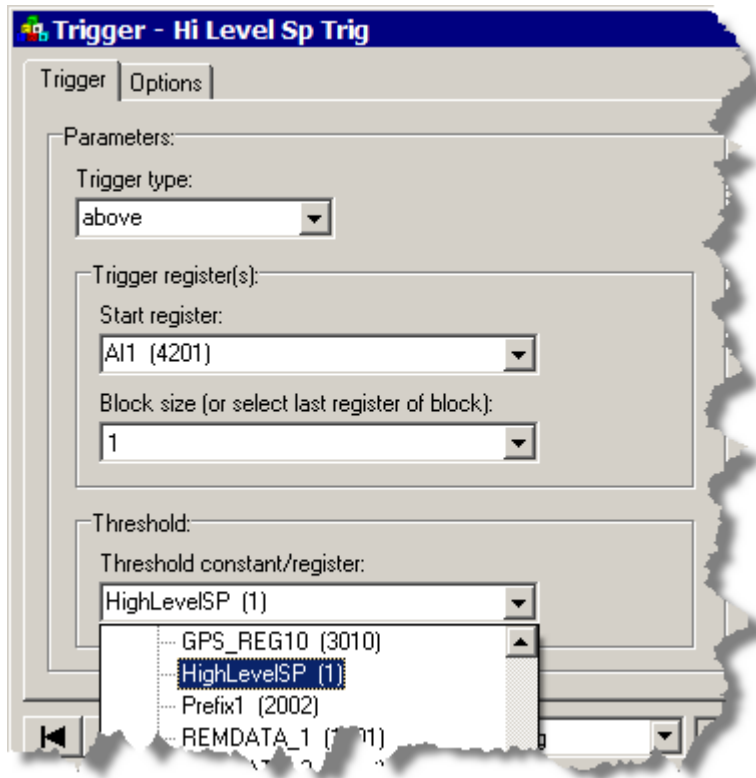 Trigger - Hi Level Sp Trig
Trigger Options
Parameters:
Trigger type:
above
Trigger register(s):
Start register:
AI1 (4201)
Block size (or select last register of block):
1
Threshold:
Threshold constant/register:
HighLevelSP (1)
GPS_REG10 (3010)
HighLevelSP (1)
Prefix1 (2002)
REMDATA_1